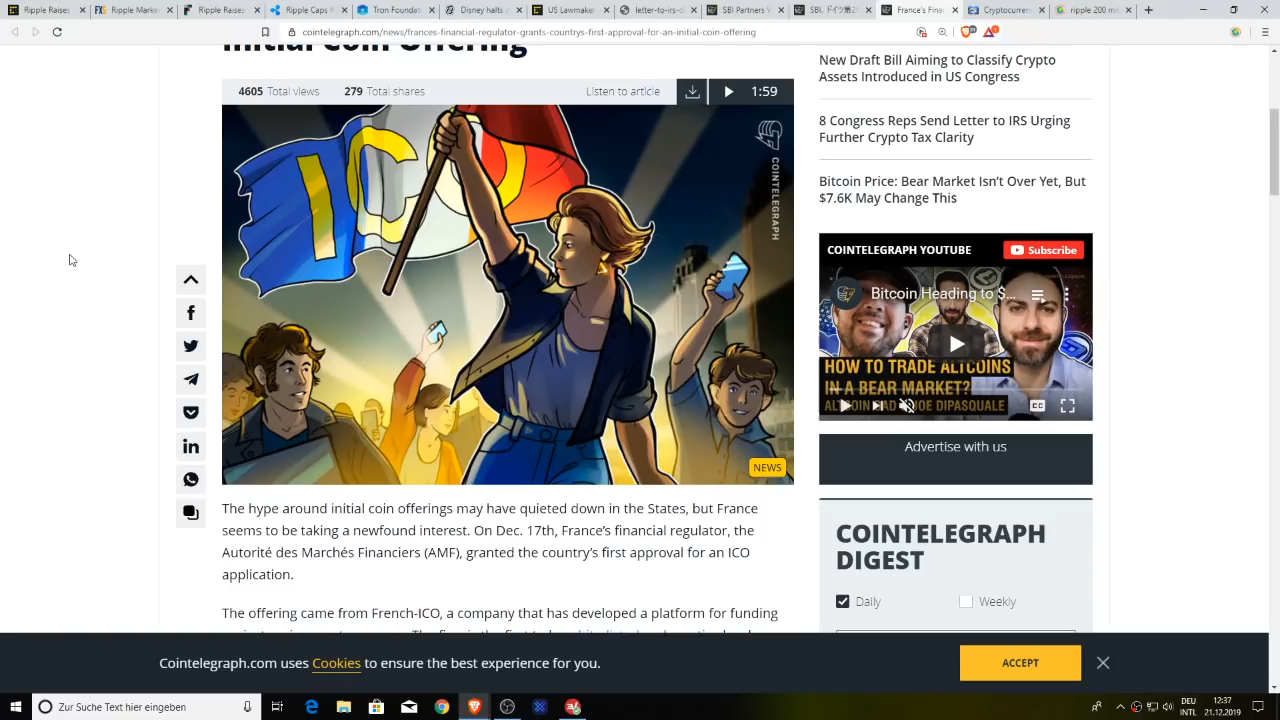 Ripple Raises
Ripple Market
Ripple Raises
Xpring Funds
Ripple Founda
Disney halts a
US Lawmaker
letter-to-irs-
SBI Partners
SBI
France's Finan
Cryptocurrenc
ripple 200 mil
cointelegraph.com/news/frances-financial-regulator-grants-countrys-first-approval-for-an-initial-coin-offering
Initial Coin Offering
4605 Total views 279 Total shares Listen to article 1:59
ICO
COINTELEGRAPH
NEWS
The hype around initial coin offerings may have quieted down in the States, but France
seems to be taking a newfound interest. On Dec. 17th, France's financial regulator, the
Autorité des Marchés Financiers (AMF), granted the country's first approval for an ICO
application.
The offering came from French-ICO, a company that has developed a platform for funding
New Draft Bill Aiming to Classify Crypto
Assets Introduced in US Congress
8 Congress Reps Send Letter to IRS Urging
Further Crypto Tax Clarity
Bitcoin Price: Bear Market Isn't Over Yet, But
$7.6K May Change This
COINTELEGRAPH YOUTUBE Subscribe
Bitcoin Heading to $...
HOW TO TRADE ALTCOINS
IN A BEAR MARKET?
Advertise with us
COINTELEGRAPH
DIGEST
Daily Weekly
Cointelegraph.com uses Cookies to ensure the best experience for you.
ACCEPT
Zur Suche Text hier eingeben
DEU
INTL
12:37
21.12.2019